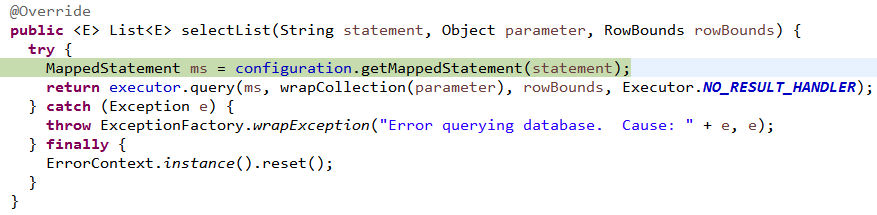 @Override
public <E> List<E> selectList(String statement, Object parameter, RowBounds rowBounds) {
  try {
    MappedStatement ms = configuration.getMappedStatement(statement);
    return executor.query(ms, wrapCollection(parameter), rowBounds, Executor.NO_RESULT_HANDLER);
  } catch (Exception e) {
    throw ExceptionFactory.wrapException("Error querying database.  Cause: " + e, e);
  } finally {
    ErrorContext.instance().reset();
  }
}